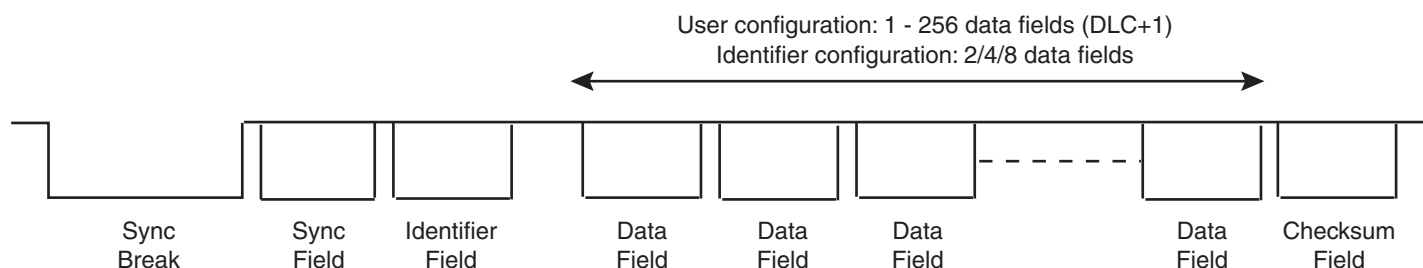 User configuration: 1 - 256 data fields (DLC+1)
Identifier configuration: 2/4/8 data fields
Sync Break
Sync Field
Identifier Field
Data Field
Data Field
Data Field
Data Field
Checksum Field